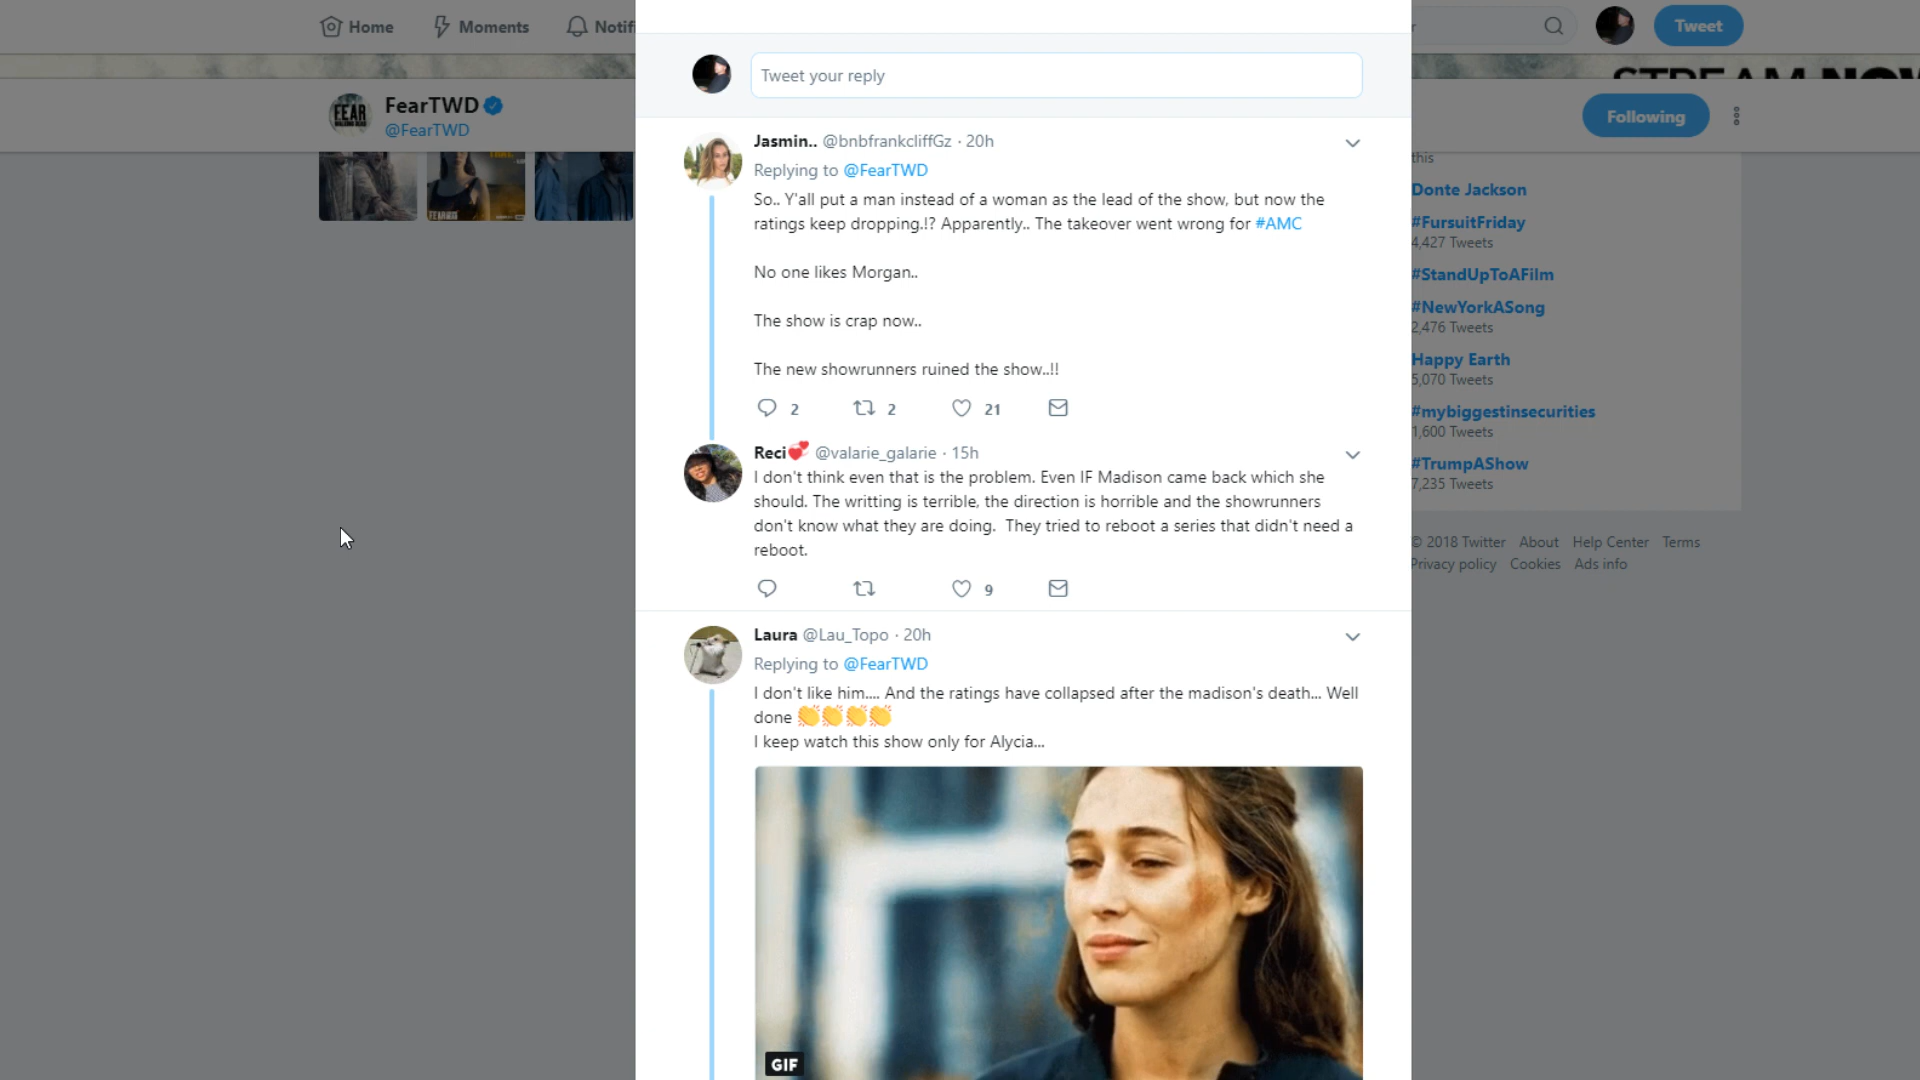 Home
Moments
Notif
Tweet
STREAM NOW
FEAR
FearTWD
@FearTWD
Following
Tweet your reply
Jasmin.. @bnbfrankcliffGz · 20h
Replying to @FearTWD
So.. Y'all put a man instead of a woman as the lead of the show, but now the
ratings keep dropping.!? Apparently.. The takeover went wrong for #AMC
No one likes Morgan..
The show is crap now..
The new showrunners ruined the show..!!
2 2 21
Reci💞 @valarie_galarie · 15h
I don't think even that is the problem. Even IF Madison came back which she
should. The writting is terrible, the direction is horrible and the showrunners
don't know what they are doing.  They tried to reboot a series that didn't need a
reboot.
9
Laura @Lau_Topo · 20h
Replying to @FearTWD
I don't like him.... And the ratings have collapsed after the madison's death... Well
done 👏👏👏👏
I keep watch this show only for Alycia...
GIF
this
Donte Jackson
#FursuitFriday
4,427 Tweets
#StandUpToAFilm
#NewYorkASong
2,476 Tweets
Happy Earth
5,070 Tweets
#mybiggestinsecurities
1,600 Tweets
#TrumpAShow
7,235 Tweets
© 2018 Twitter About Help Center Terms
Privacy policy Cookies Ads info